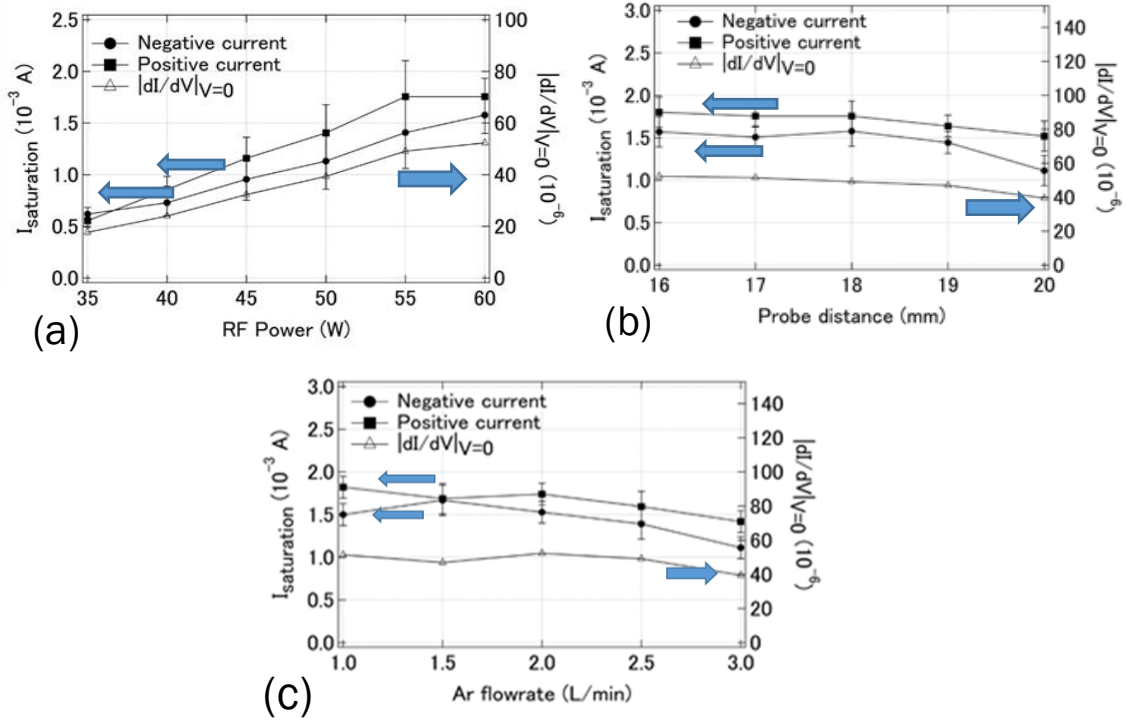 2.5
2.0
1.5
1.0
0.5
0.0
I_saturation (10⁻³ A)
Negative current
Positive current
|dI/dV|V=0
100
80
60
40
20
0
|dI/dV|V=0 (10⁻⁶)
35 40 45 50 55 60
RF Power (W)
(a)
3.0
2.5
2.0
1.5
1.0
0.5
0.0
I_saturation (10⁻³ A)
Negative current
Positive current
|dI/dV|V=0
140
120
100
80
60
40
20
0
|dI/dV|V=0 (10⁻⁶)
16 17 18 19 20
Probe distance (mm)
(b)
3.0
2.5
2.0
1.5
1.0
0.5
0.0
I_saturation (10⁻³ A)
Negative current
Positive current
|dI/dV|V=0
140
120
100
80
60
40
20
0
|dI/dV|V=0 (10⁻⁶)
1.0 1.5 2.0 2.5 3.0
Ar flowrate (L/min)
(c)